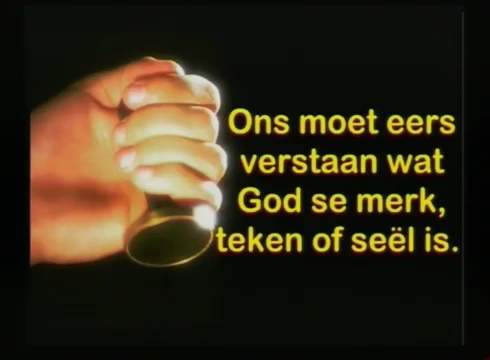 Ons moet eers
verstaan wat
God se merk,
teken of seël is.